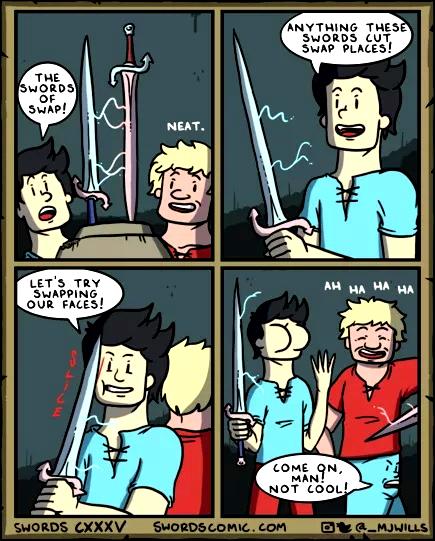 THE
SWORDS
OF
SWAP!
NEAT.
ANYTHING THESE
SWORDS CUT
SWAP PLACES!
LET'S TRY
SWAPPING
OUR FACES!
SLICE
AH HA HA HA
COME ON,
MAN!
NOT COOL!
SWORDS CXXXV SWORDSCOMIC.COM @_MJWILLS